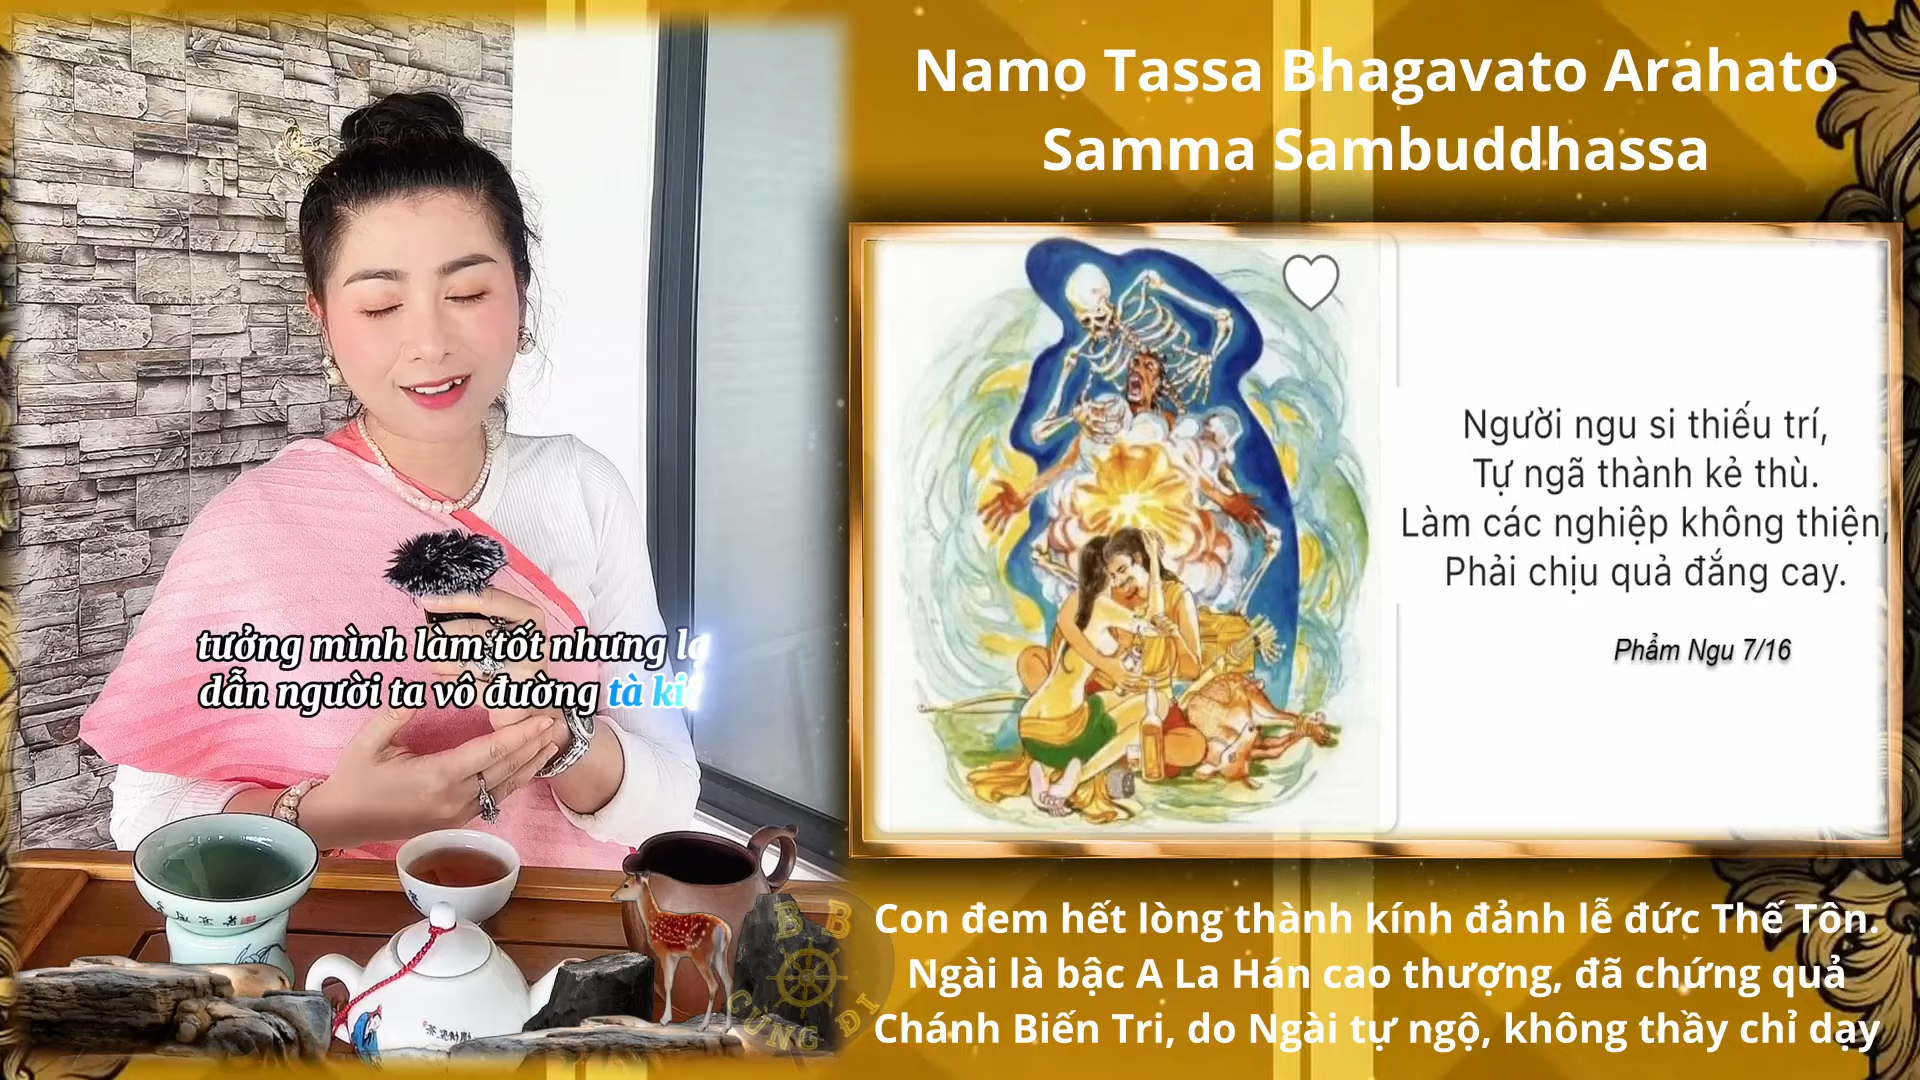 Namo Tassa Bhagavato Arahato
Samma Sambuddhassa
Người ngu si thiếu trí,
Tự ngã thành kẻ thù.
Làm các nghiệp không thiện,
Phải chịu quả đắng cay.
Phẩm Ngu 7/16
tưởng mình làm tốt nhưng
dẫn người ta vô đường tà
BB
CÙNG ĐI
Con đem hết lòng thành kính đảnh lễ đức Thế Tôn.
Ngài là bậc A La Hán cao thượng, đã chứng quả
Chánh Biến Tri, do Ngài tự ngộ, không thầy chỉ dạy